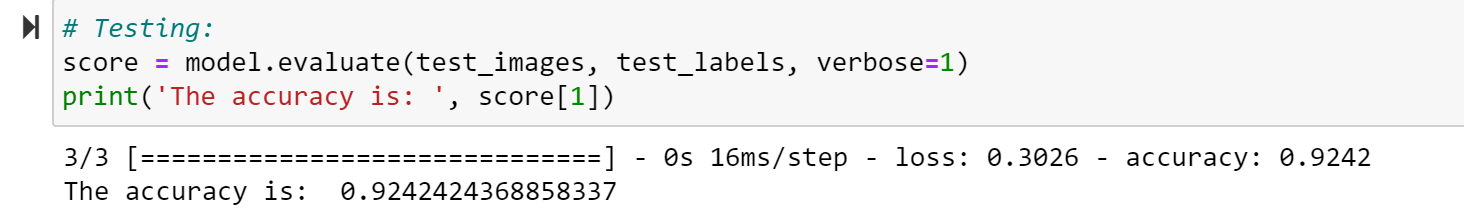 # Testing:
score = model.evaluate(test_images, test_labels, verbose=1)
print('The accuracy is: ', score[1])
3/3 [==============================] - 0s 16ms/step - loss: 0.3026 - accuracy: 0.9242
The accuracy is:  0.9242424368858337